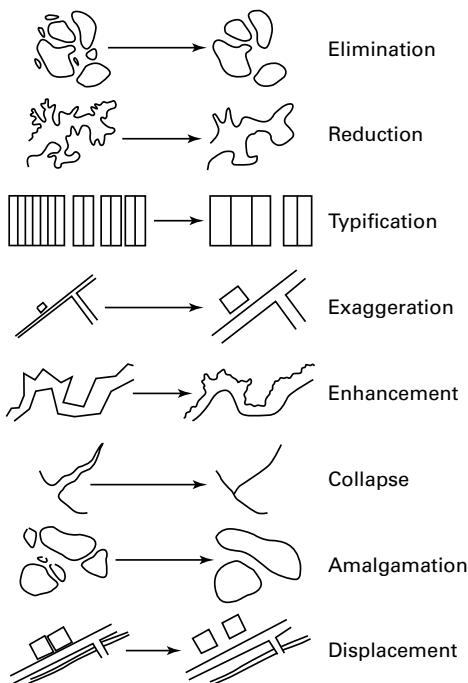 Elimination
Reduction
Typification
Exaggeration
Enhancement
Collapse
Amalgamation
Displacement